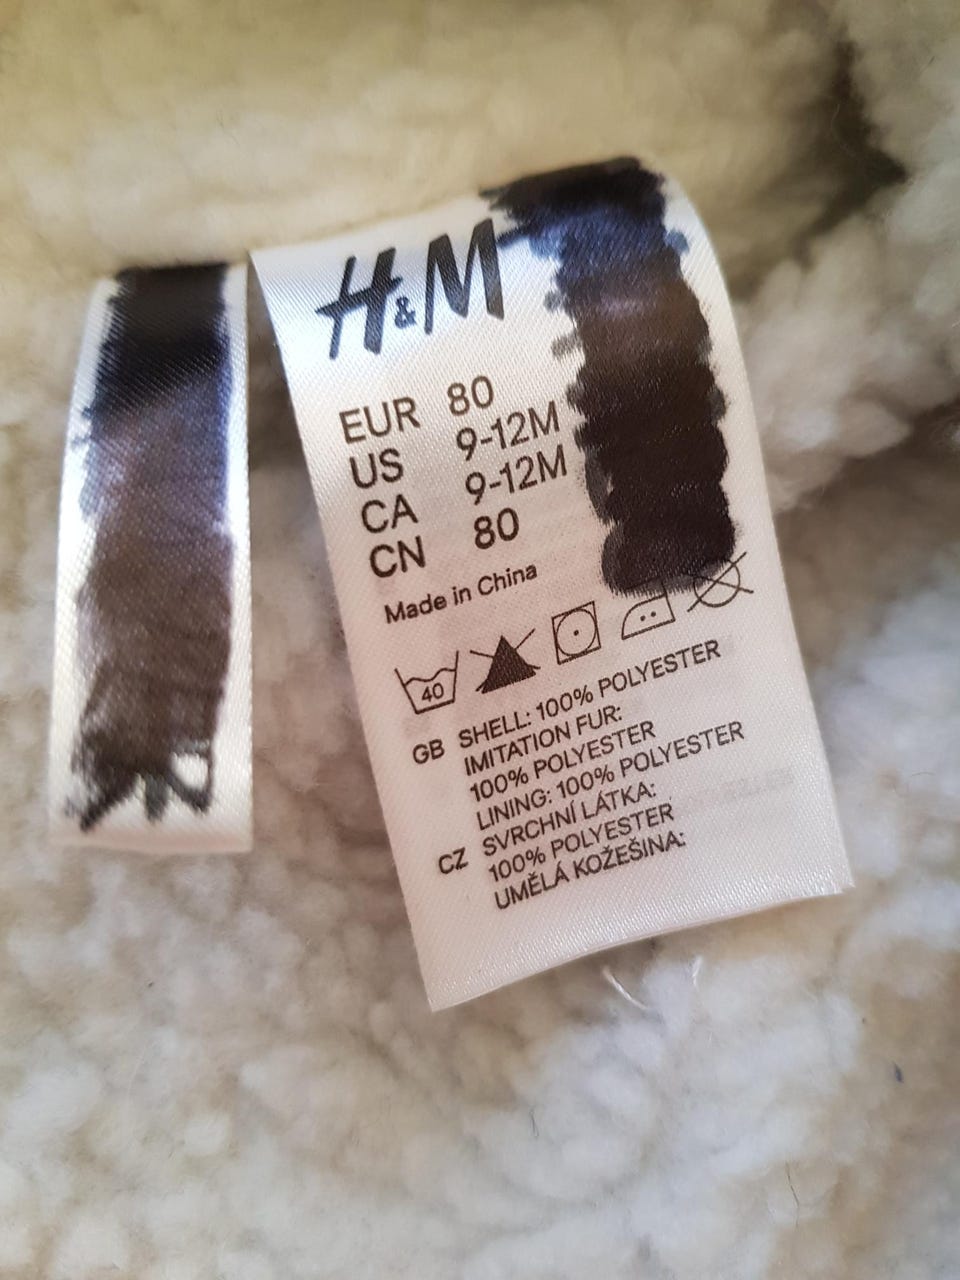 H&M
EUR 80
US 9-12M
CA 9-12M
CN 80
Made in China
40
GB SHELL: 100% POLYESTER
IMITATION FUR:
100% POLYESTER
LINING: 100% POLYESTER
CZ SVRCHNÍ LÁTKA:
100% POLYESTER
UMĚLÁ KOŽEŠINA: